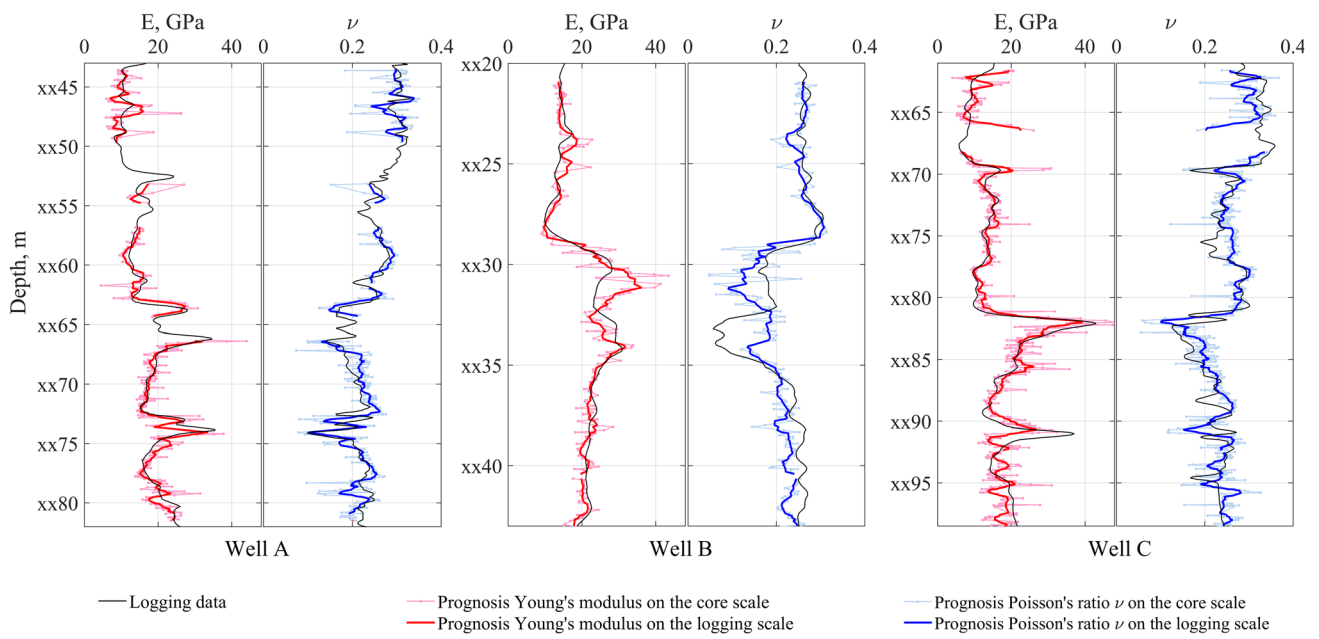 E, GPa ν E, GPa ν E, GPa ν
0 20 40 0 0.2 0.4 0 20 40 0 0.2 0.4 0 20 40 0 0.2 0.4
Depth, m
xx45
xx50
xx55
xx60
xx65
xx70
xx75
xx80
xx20
xx25
xx30
xx35
xx40
xx65
xx70
xx75
xx80
xx85
xx90
xx95
Well A Well B Well C
Logging data
Prognosis Young's modulus on the core scale
Prognosis Young's modulus on the logging scale
Prognosis Poisson's ratio ν on the core scale
Prognosis Poisson's ratio ν on the logging scale